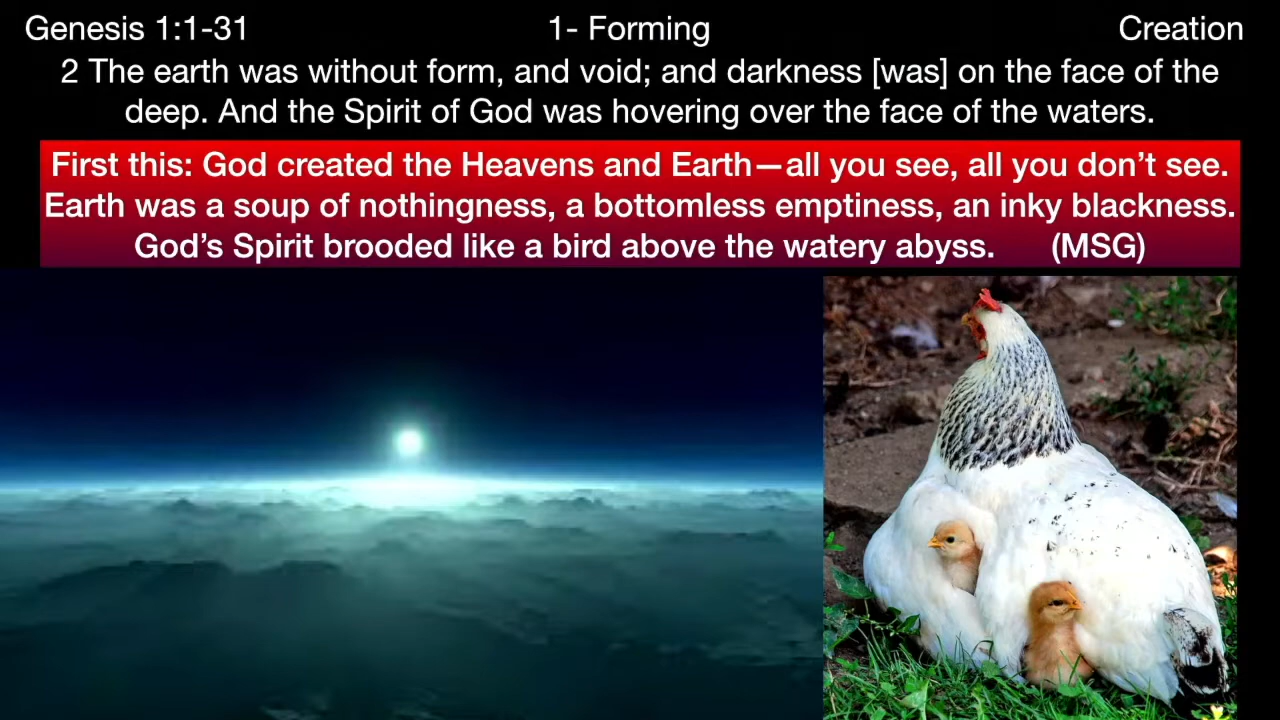 Genesis 1:1-31 1- Forming Creation
2 The earth was without form, and void; and darkness [was] on the face of the
deep. And the Spirit of God was hovering over the face of the waters.
First this: God created the Heavens and Earth—all you see, all you don’t see.
Earth was a soup of nothingness, a bottomless emptiness, an inky blackness.
God’s Spirit brooded like a bird above the watery abyss. (MSG)